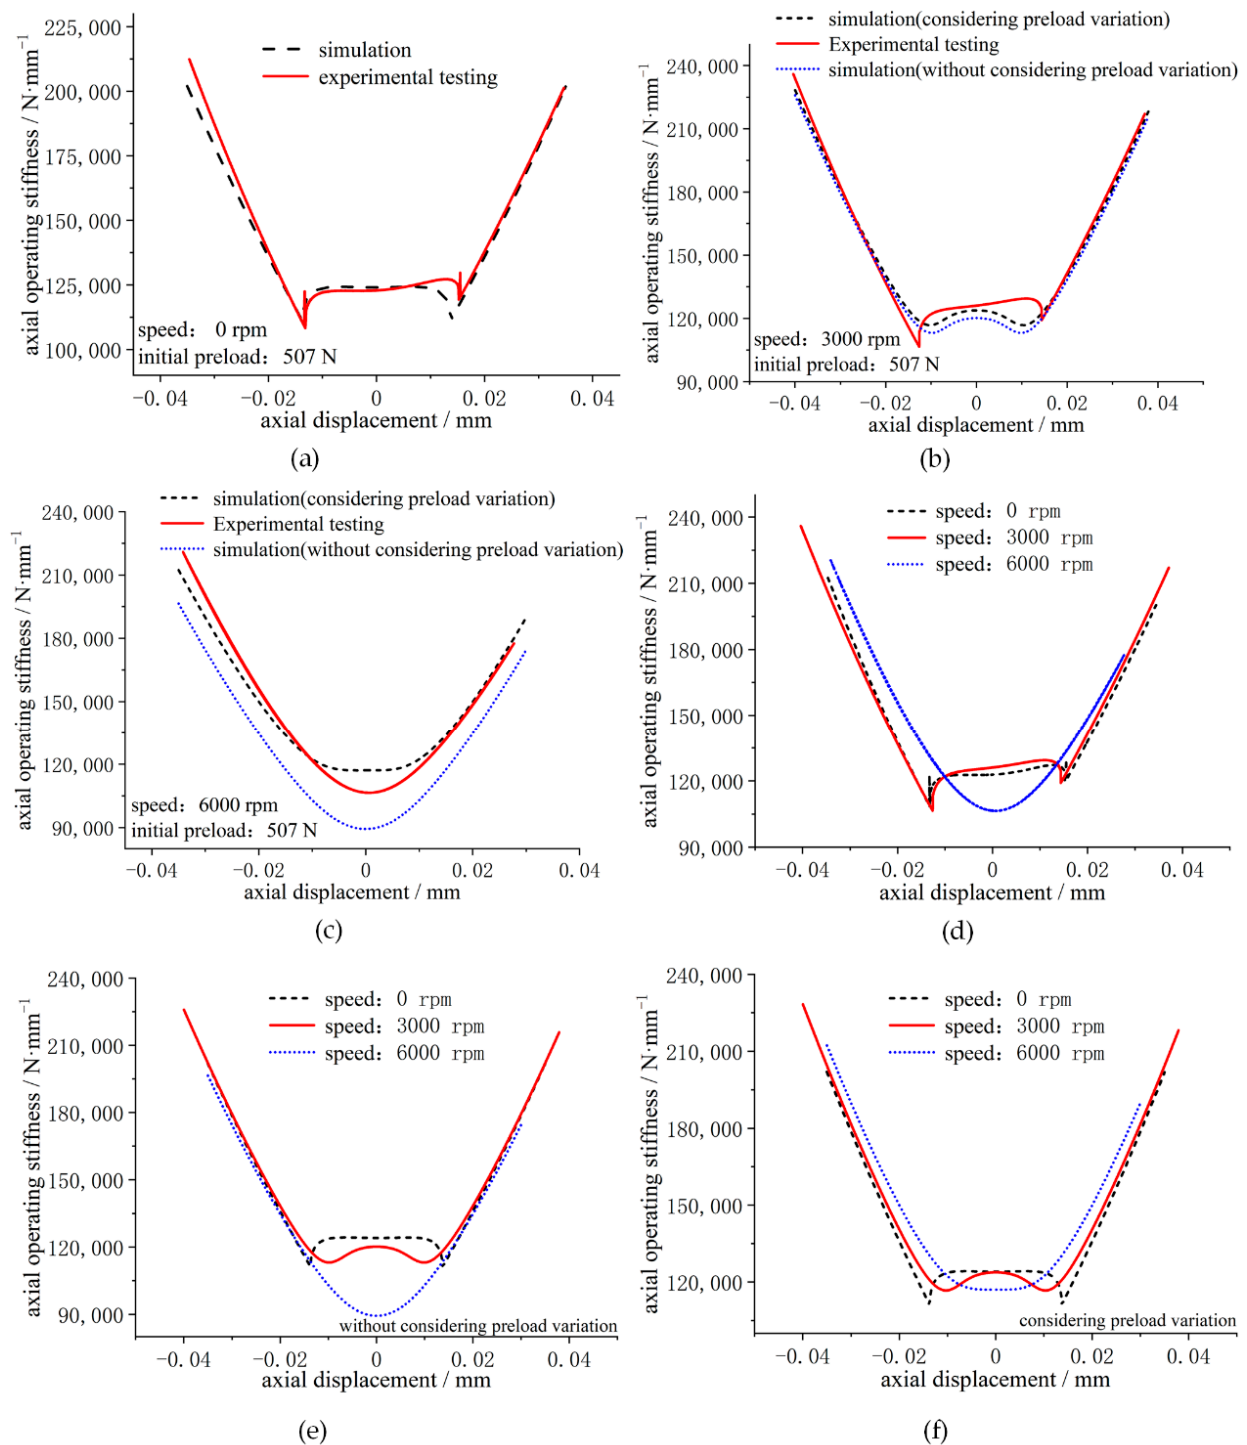 axial operating stiffness / N·mm⁻¹
225, 000
200, 000
175, 000
150, 000
125, 000
100, 000
simulation
experimental testing
speed： 0 rpm
initial preload： 507 N
-0.04 -0.02 0 0.02 0.04
axial displacement / mm
(a)
simulation(considering preload variation)
Experimental testing
simulation(without considering preload variation)
axial operating stiffness / N·mm⁻¹
240, 000
210, 000
180, 000
150, 000
120, 000
90, 000
speed： 3000 rpm
initial preload： 507 N
-0.04 -0.02 0 0.02 0.04
axial displacement / mm
(b)
simulation(considering preload variation)
Experimental testing
simulation(without considering preload variation)
axial operating stiffness / N·mm⁻¹
240, 000
210, 000
180, 000
150, 000
120, 000
90, 000
speed： 6000 rpm
initial preload： 507 N
-0.04 -0.02 0 0.02 0.04
axial displacement / mm
(c)
axial operating stiffness / N·mm⁻¹
240, 000
210, 000
180, 000
150, 000
120, 000
90, 000
speed： 0 rpm
speed： 3000 rpm
speed： 6000 rpm
-0.04 -0.02 0 0.02 0.04
axial displacement / mm
(d)
axial operating stiffness / N·mm⁻¹
240, 000
210, 000
180, 000
150, 000
120, 000
90, 000
speed： 0 rpm
speed： 3000 rpm
speed： 6000 rpm
without considering preload variation
-0.04 -0.02 0 0.02 0.04
axial displacement / mm
(e)
axial operating stiffness / N·mm⁻¹
240, 000
210, 000
180, 000
150, 000
120, 000
speed： 0 rpm
speed： 3000 rpm
speed： 6000 rpm
considering preload variation
-0.04 -0.02 0 0.02 0.04
axial displacement / mm
(f)